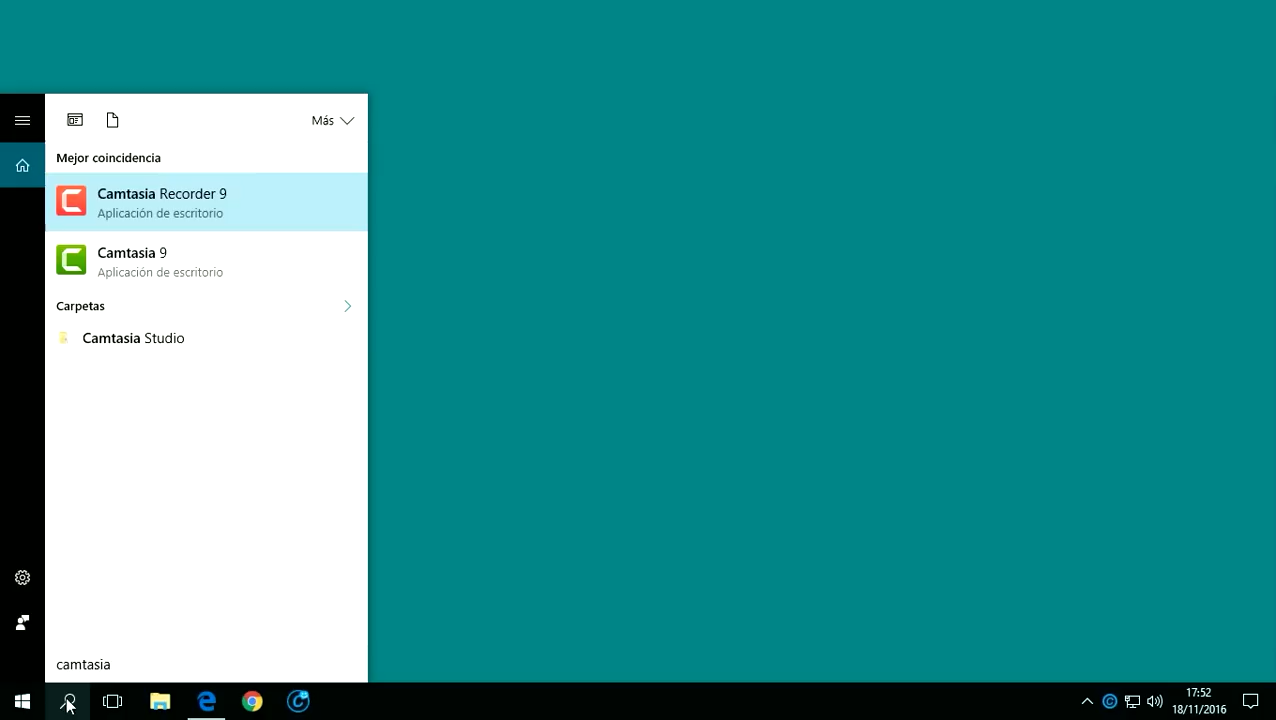 Más
Mejor coincidencia
Camtasia Recorder 9
Aplicación de escritorio
Camtasia 9
Aplicación de escritorio
Carpetas
Camtasia Studio
camtasia
17:52
18/11/2016